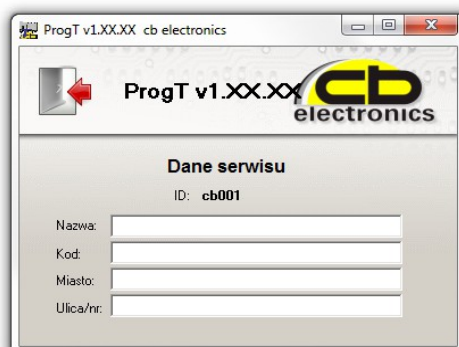 ProgT v1.XX.XX cb electronics
ProgT v1.XX.XX
cb
electronics
Dane serwisu
ID: cb001
Nazwa:
Kod:
Miasto:
Ulica/nr: